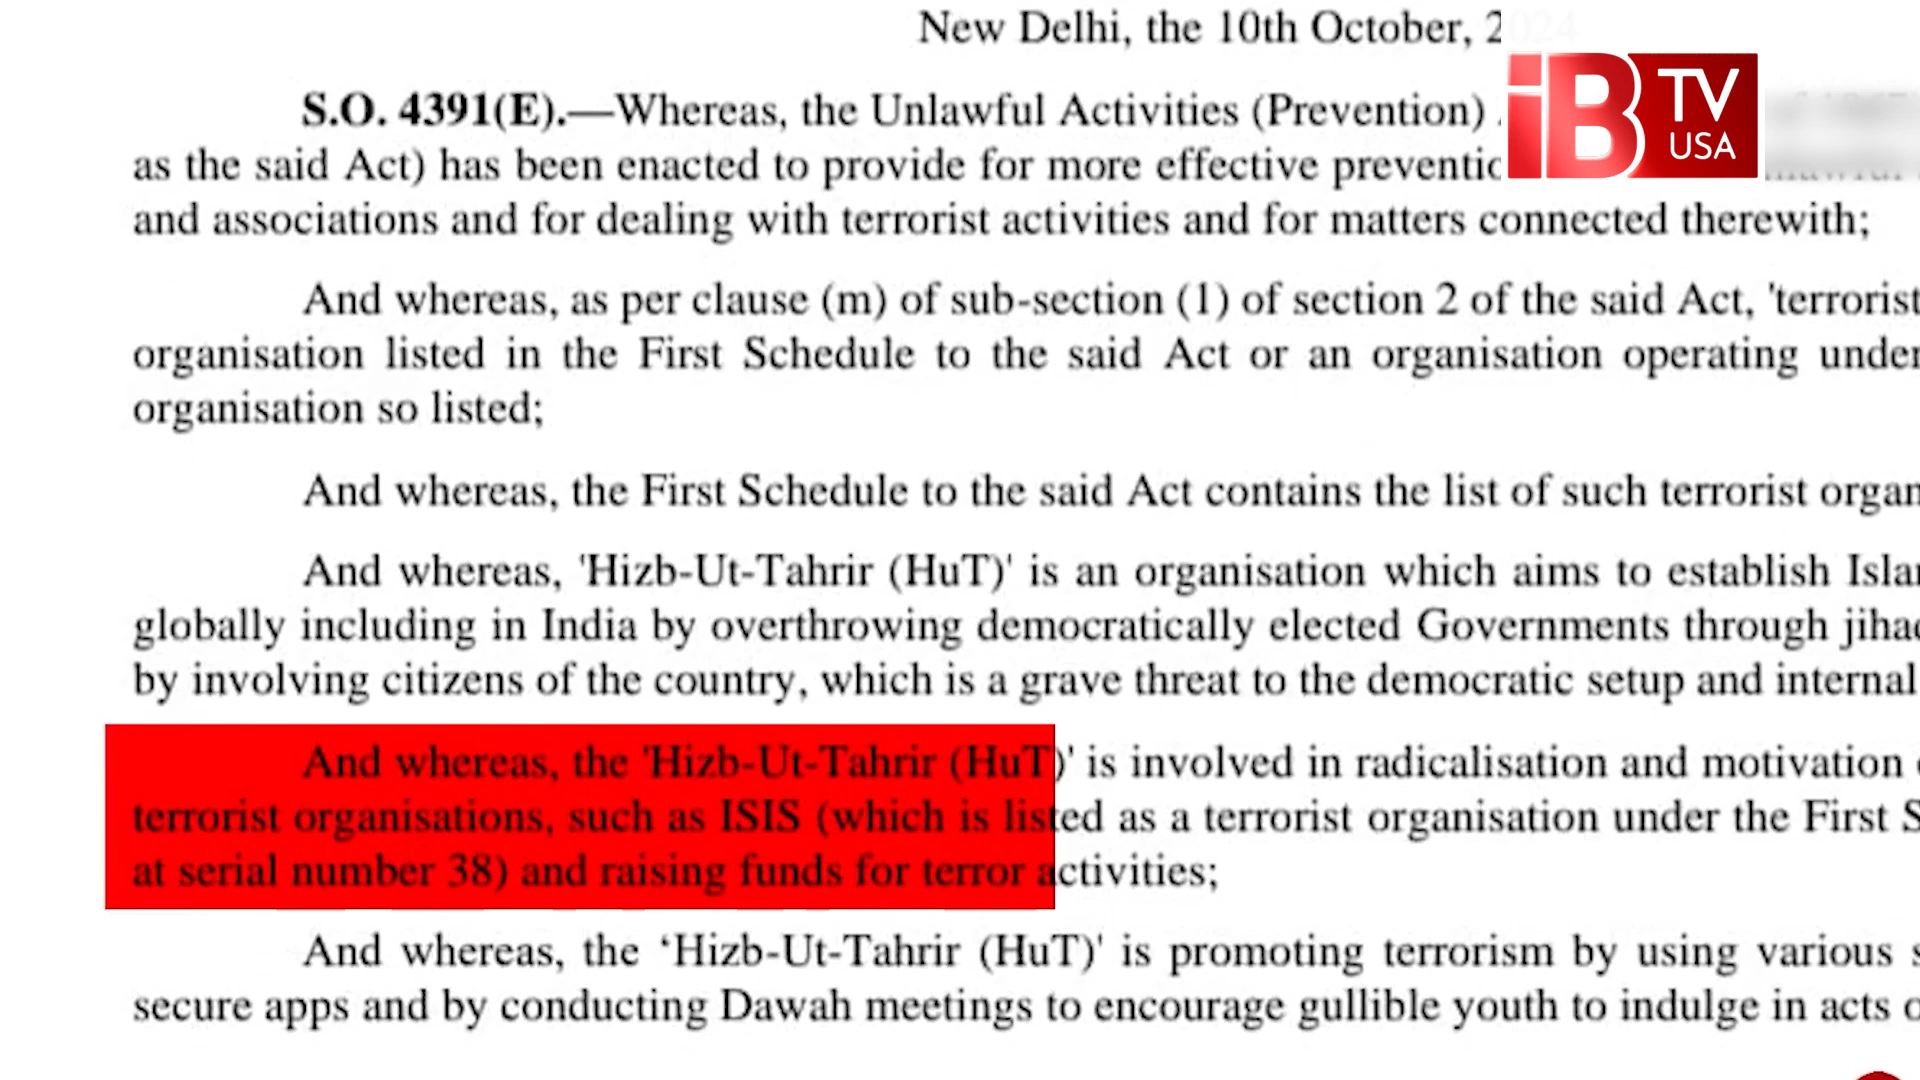 New Delhi, the 10th October, 2024
iB TV USA
S.O. 4391(E).—Whereas, the Unlawful Activities (Prevention)
as the said Act) has been enacted to provide for more effective
and associations and for dealing with terrorist activities and for matters connected therewith;
And whereas, as per clause (m) of sub-section (1) of section 2 of the said Act, 'terrorist
organisation listed in the First Schedule to the said Act or an organisation operating under
organisation so listed;
And whereas, the First Schedule to the said Act contains the list of such terrorist
And whereas, 'Hizb-Ut-Tahrir (HuT)' is an organisation which aims to establish
globally including in India by overthrowing democratically elected Governments through
by involving citizens of the country, which is a grave threat to the democratic setup and internal
And whereas, the 'Hizb-Ut-Tahrir (HuT)' is involved in radicalisation and motivation
terrorist organisations, such as ISIS (which is listed as a terrorist organisation under the First
at serial number 38) and raising funds for terror activities;
And whereas, the ‘Hizb-Ut-Tahrir (HuT)' is promoting terrorism by using various
secure apps and by conducting Dawah meetings to encourage gullible youth to indulge in acts